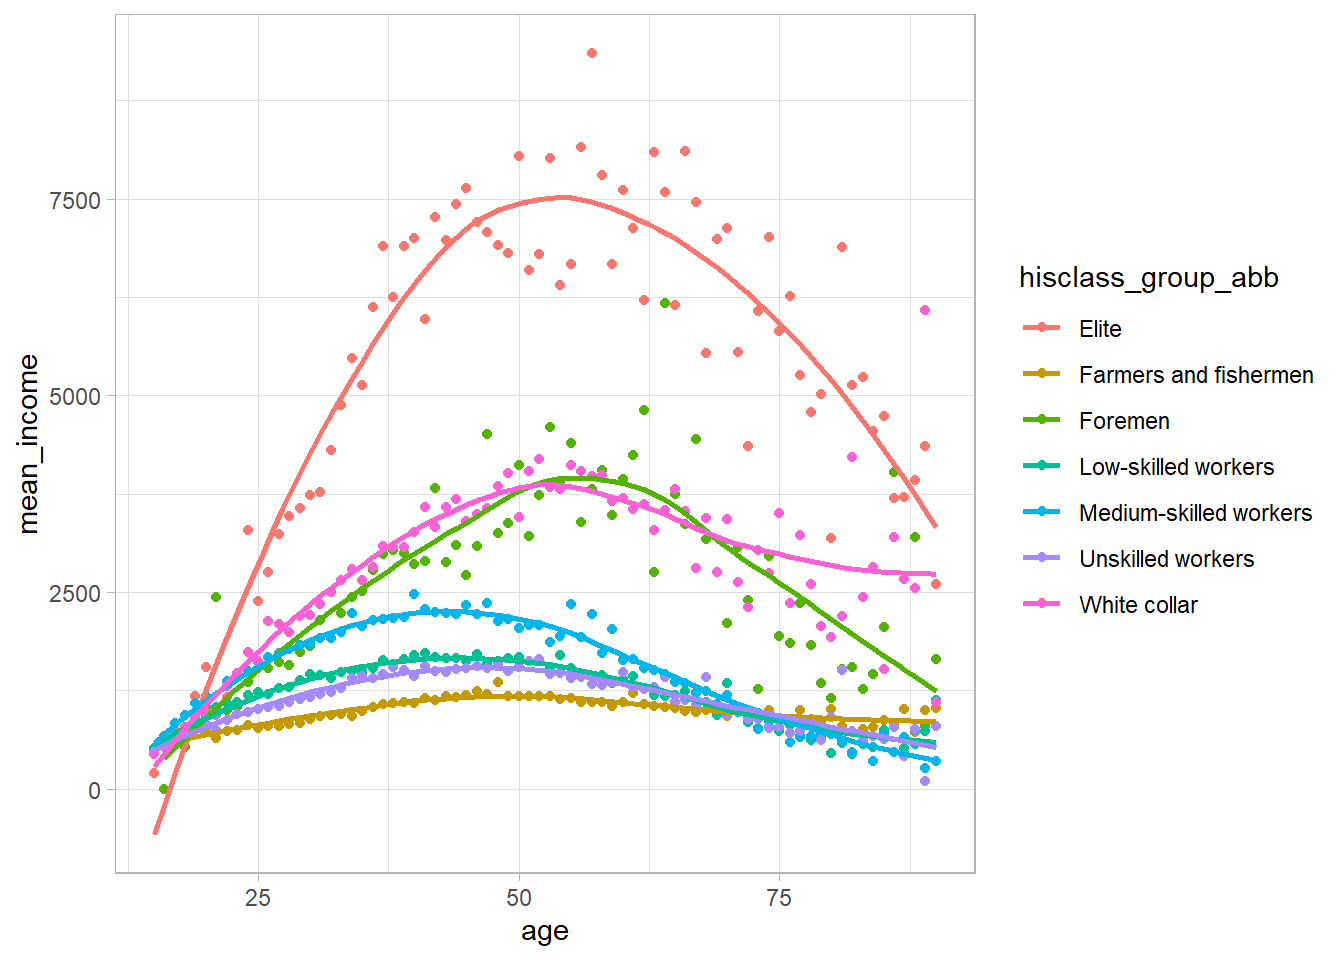 mean_income
7500
5000
2500
0
25
50
75
age
hisclass_group_abb
Elite
Farmers and fishermen
Foremen
Low-skilled workers
Medium-skilled workers
Unskilled workers
White collar